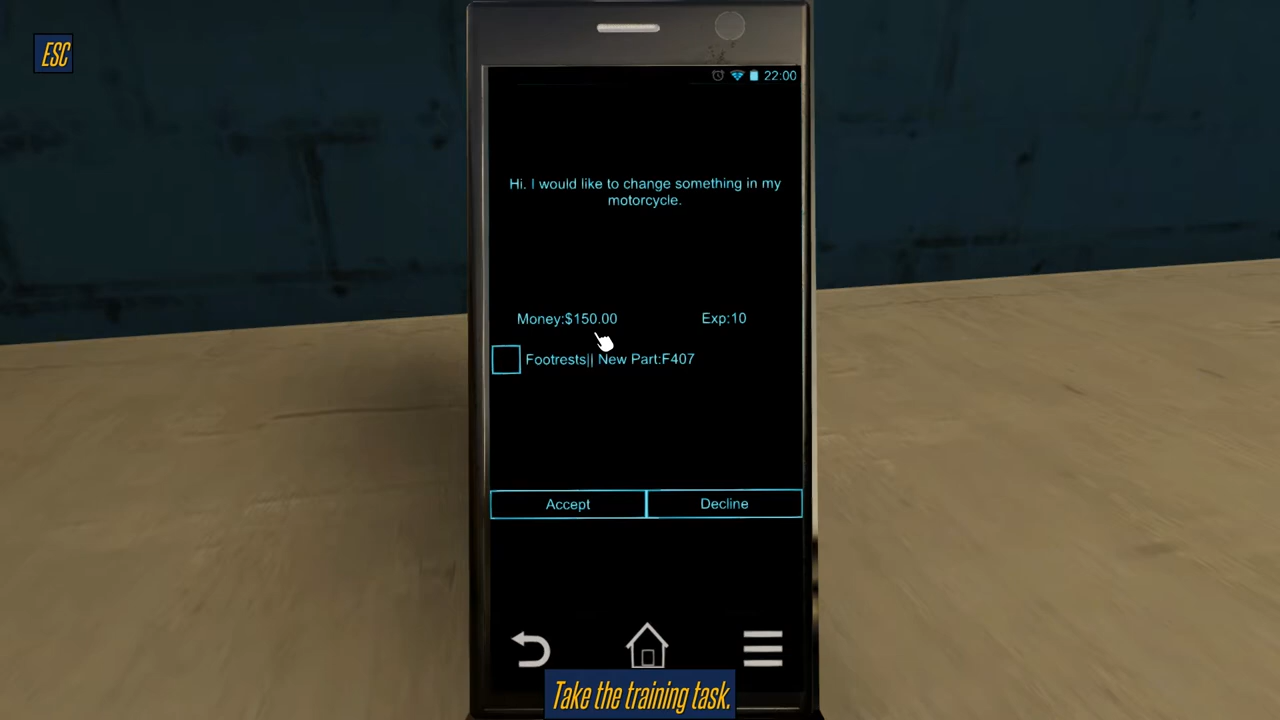 ESC
22:00
Hi. I would like to change something in my
motorcycle.
Money:$150.00 Exp:10
Footrests|| New Part:F407
Accept Decline
Take the training task.